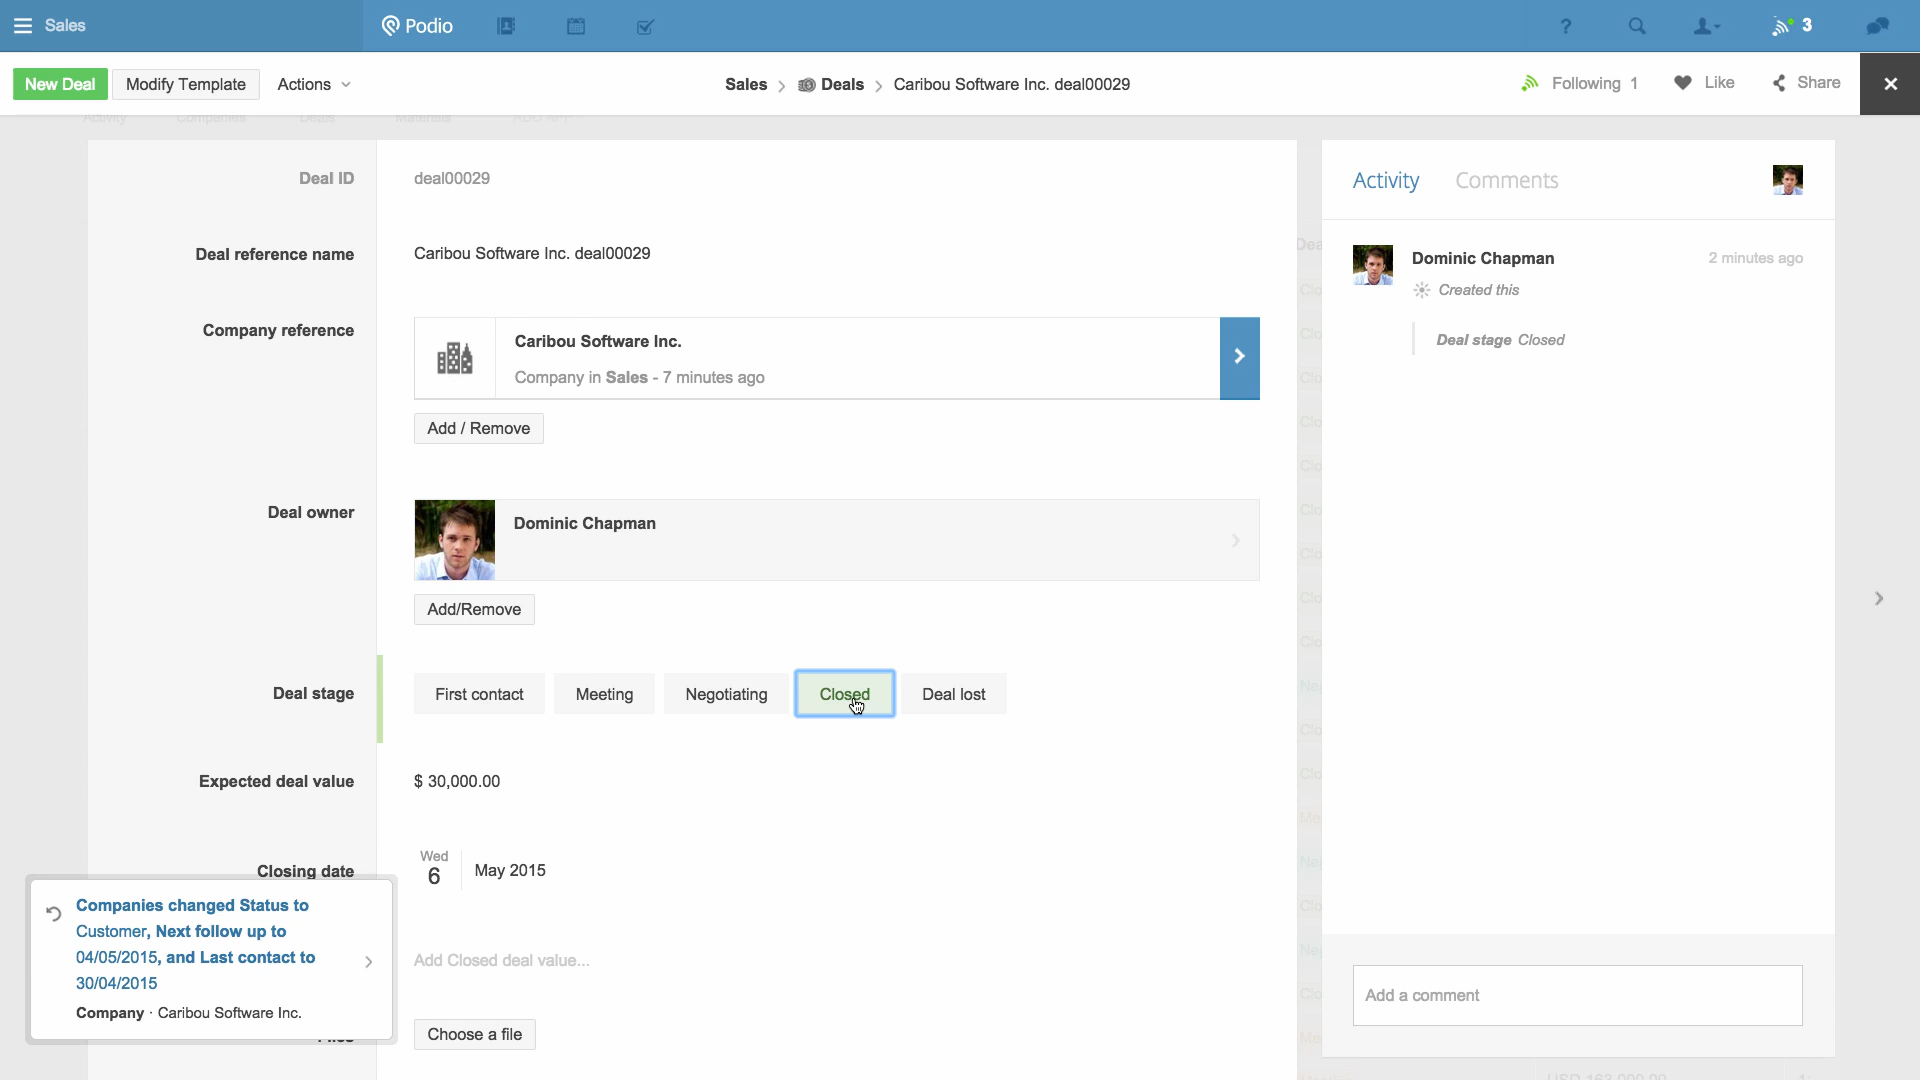 Sales
Podio
3
New Deal
Modify Template
Actions
Sales > Deals > Caribou Software Inc. deal00029
Following 1
Like
Share
Activity
Companies
Deals
Materials
Deal ID
deal00029
Deal reference name
Caribou Software Inc. deal00029
Company reference
Caribou Software Inc.
Company in Sales - 7 minutes ago
Add / Remove
Deal owner
Dominic Chapman
Add/Remove
Deal stage
First contact
Meeting
Negotiating
Closed
Deal lost
Expected deal value
$ 30,000.00
Closing date
Wed
6
May 2015
Add Closed deal value...
Choose a file
Companies changed Status to
Customer, Next follow up to
04/05/2015, and Last contact to
30/04/2015
Company · Caribou Software Inc.
Activity
Comments
Dominic Chapman
2 minutes ago
Created this
Deal stage Closed
Add a comment